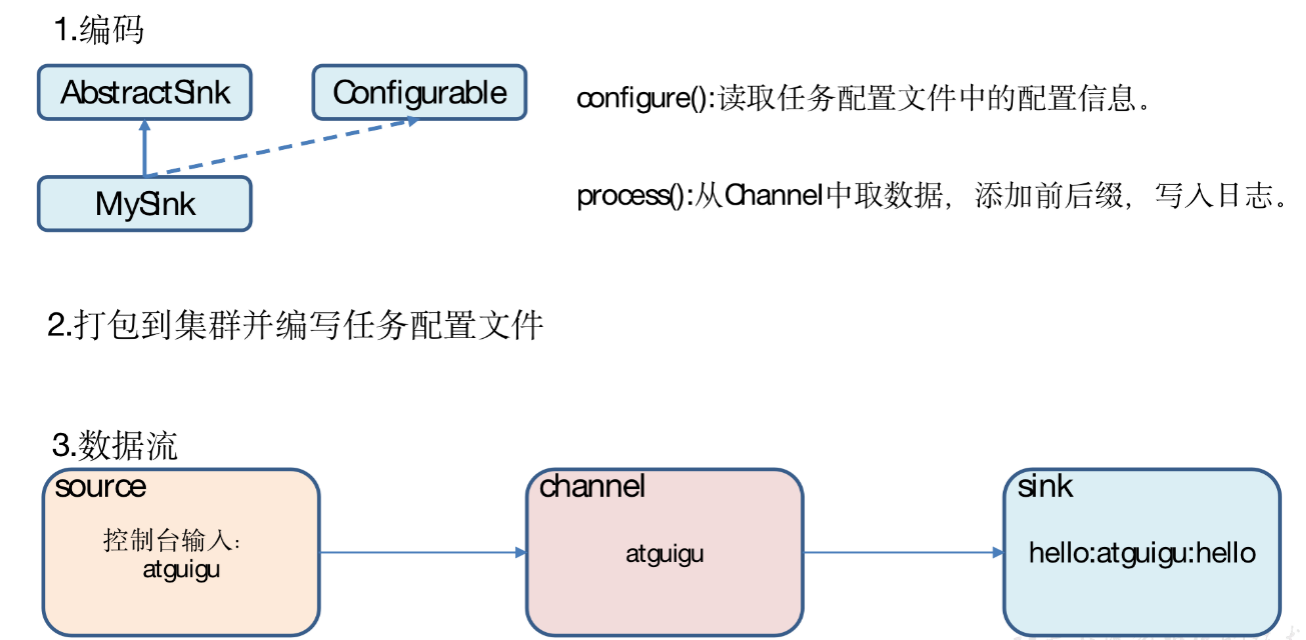 1.编码
AbstractSink
Configurable
configure():读取任务配置文件中的配置信息。
MySink
process():从Channel中取数据，添加前后缀，写入日志。
2.打包到集群并编写任务配置文件
3.数据流
source
channel
sink
控制台输入:
atguigu
atguigu
hello:atguigu:hello